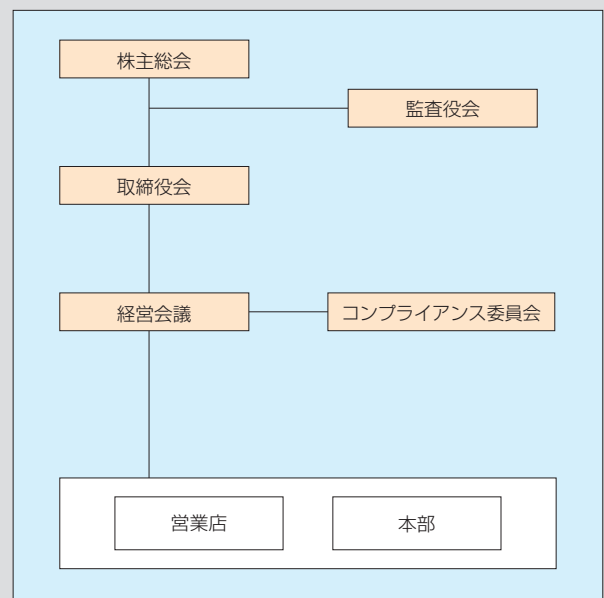 株主総会
監査役会
取締役会
経営会議
コンプライアンス委員会
営業店
本部